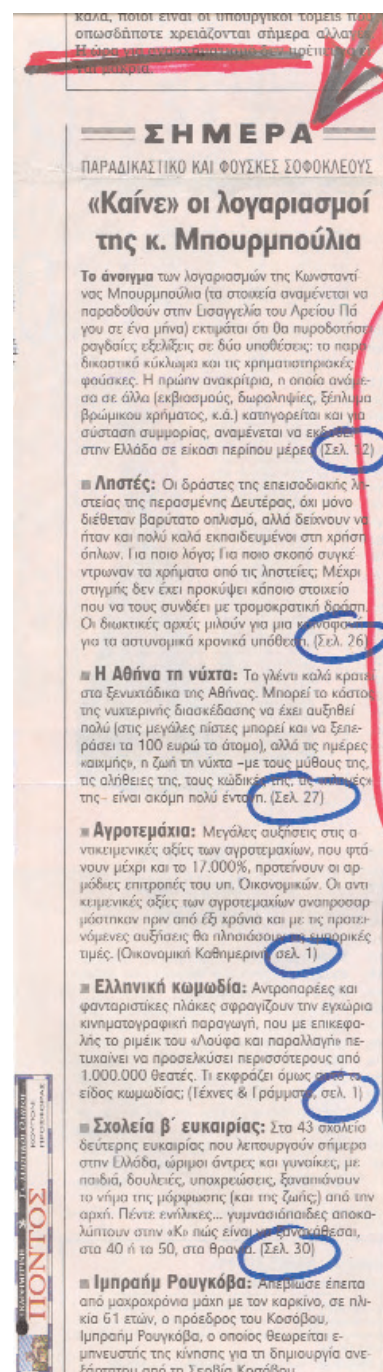 καλά, ποιοι είναι οι υπουργικοί τομείς
οπωσδήποτε χρειάζονται σήμερα
ΣΗΜΕΡΑ
ΠΑΡΑΔΙΚΑΣΤΙΚΟ ΚΑΙ ΦΟΥΣΚΕΣ ΣΟΦΟΚΛΕΟΥΣ
«Καίνε» οι λογαριασμοί
της κ. Μπουρμπούλια
Το άνοιγμα των λογαριασμών της Κωνσταντί
νας Μπουρμπούλια (τα στοιχεία αναμένεται να
παραδοθούν στην Εισαγγελία του Αρείου Πά
γου σε ένα μήνα) εκτιμάται ότι θα πυροδοτήσει
ραγδαίες εξελίξεις σε δύο υποθέσεις: το παρα
δικαστικό κύκλωμα και τις χρηματιστηριακές
φούσκες. Η πρώην ανακρίτρια, η οποία ανάμε-
σα σε άλλα (εκβιασμούς, δωροληψίες, ξέπλυμα
βρώμικου χρήματος, κ.ά.) κατηγορείται και για
σύσταση συμμορίας, αναμένεται να εκδοθεί
στην Ελλάδα σε είκοσι περίπου μέρες (Σελ. 12)
Ληστές: Οι δράστες της επεισοδιακής λη-
στείας της περασμένης Δευτέρας, όχι μόνο
διέθεταν βαρύτατο οπλισμό, αλλά δείχνουν να
ήταν και πολύ καλά εκπαιδευμένοι στη χρήση
όπλων. Για ποιο λόγο; Για ποιο σκοπό συγκέ
ντρωναν τα χρήματα από τις ληστείες; Μέχρι
στιγμής δεν έχει προκύψει κάποιο στοιχείο
που να τους συνδέει με τρομοκρατική δράση.
Οι διωκτικές αρχές μιλούν για μια καινοφανή
για τα αστυνομικά χρονικά υπόθεση. (Σελ. 26)
Η Αθήνα τη νύχτα: Το γλέντι καλά κρατεί
στα ξενυχτάδικα της Αθήνας. Μπορεί το κόστος
της νυχτερινής διασκέδασης να έχει αυξηθεί
πολύ (στις μεγάλες πίστες μπορεί και να ξεπε-
ράσει τα 100 ευρώ το άτομο), αλλά τις ημέρες
«αιχμής», η ζωή τη νύχτα –με τους μύθους της,
τις αλήθειες της, τους κώδικές της, τις
της– είναι ακόμη πολύ έντονη. (Σελ. 27)
Αγροτεμάχια: Μεγάλες αυξήσεις στις α
ντικειμενικές αξίες των αγροτεμαχίων, που φτά
νουν μέχρι και το 17.000%, προτείνουν οι αρ-
μόδιες επιτροπές του υπ. Οικονομικών. Οι αντι
κειμενικές αξίες των αγροτεμαχίων αναπροσαρ-
μόστηκαν πριν από έξι χρόνια και με τις προτει-
νόμενες αυξήσεις θα πλησιάσουν τις εμπορικές
τιμές. (Οικονομική Καθημερινή, σελ. 1)
Ελληνική κωμωδία: Αντροπαρέες και
φανταριστικες πλάκες σφραγίζουν την εγχώρια
κινηματογραφική παραγωγή, που με επικεφα-
λής το ριμέικ του «Λούφα και παραλλαγή» πε-
τυχαίνει να προσελκύσει περισσότερους από
1.000.000 θεατές. Τι εκφράζει όμως αυτό το
είδος κωμωδίας; (Τέχνες & Γράμματα, σελ. 1)
Σχολεία β΄ ευκαιρίας: Στα 43 σχολεία
δεύτερης ευκαιρίας που λειτουργούν σήμερα
στην Ελλάδα, ώριμοι άντρες και γυναίκες, με
παιδιά, δουλειές, υποχρεώσεις, ξαναπιάνουν
το νήμα της μόρφωσης (και της ζωής;) από την
αρχή. Πέντε ενήλικες... γυμνασιόπαιδες αποκα-
λύπτουν στην «Κ» πώς είναι να ξανακάθεσαι,
στα 40 ή τα 50, στα θρανία. (Σελ. 30)
Ιμπραήμ Ρουγκόβα: Απεβίωσε έπειτα
από μαχροχρόνια μάχη με τον καρκίνο, σε ηλι-
κία 61 ετών, ο πρόεδρος του Κοσόβου,
Ιμπραήμ Ρουγκόβα, ο οποίος θεωρείται ε-
μπνευστής της κίνησης για τη δημιουργία ανε-
ξάρτητου από τη Σερβία Κοσόβου
ΠΟΝΤΟΣ